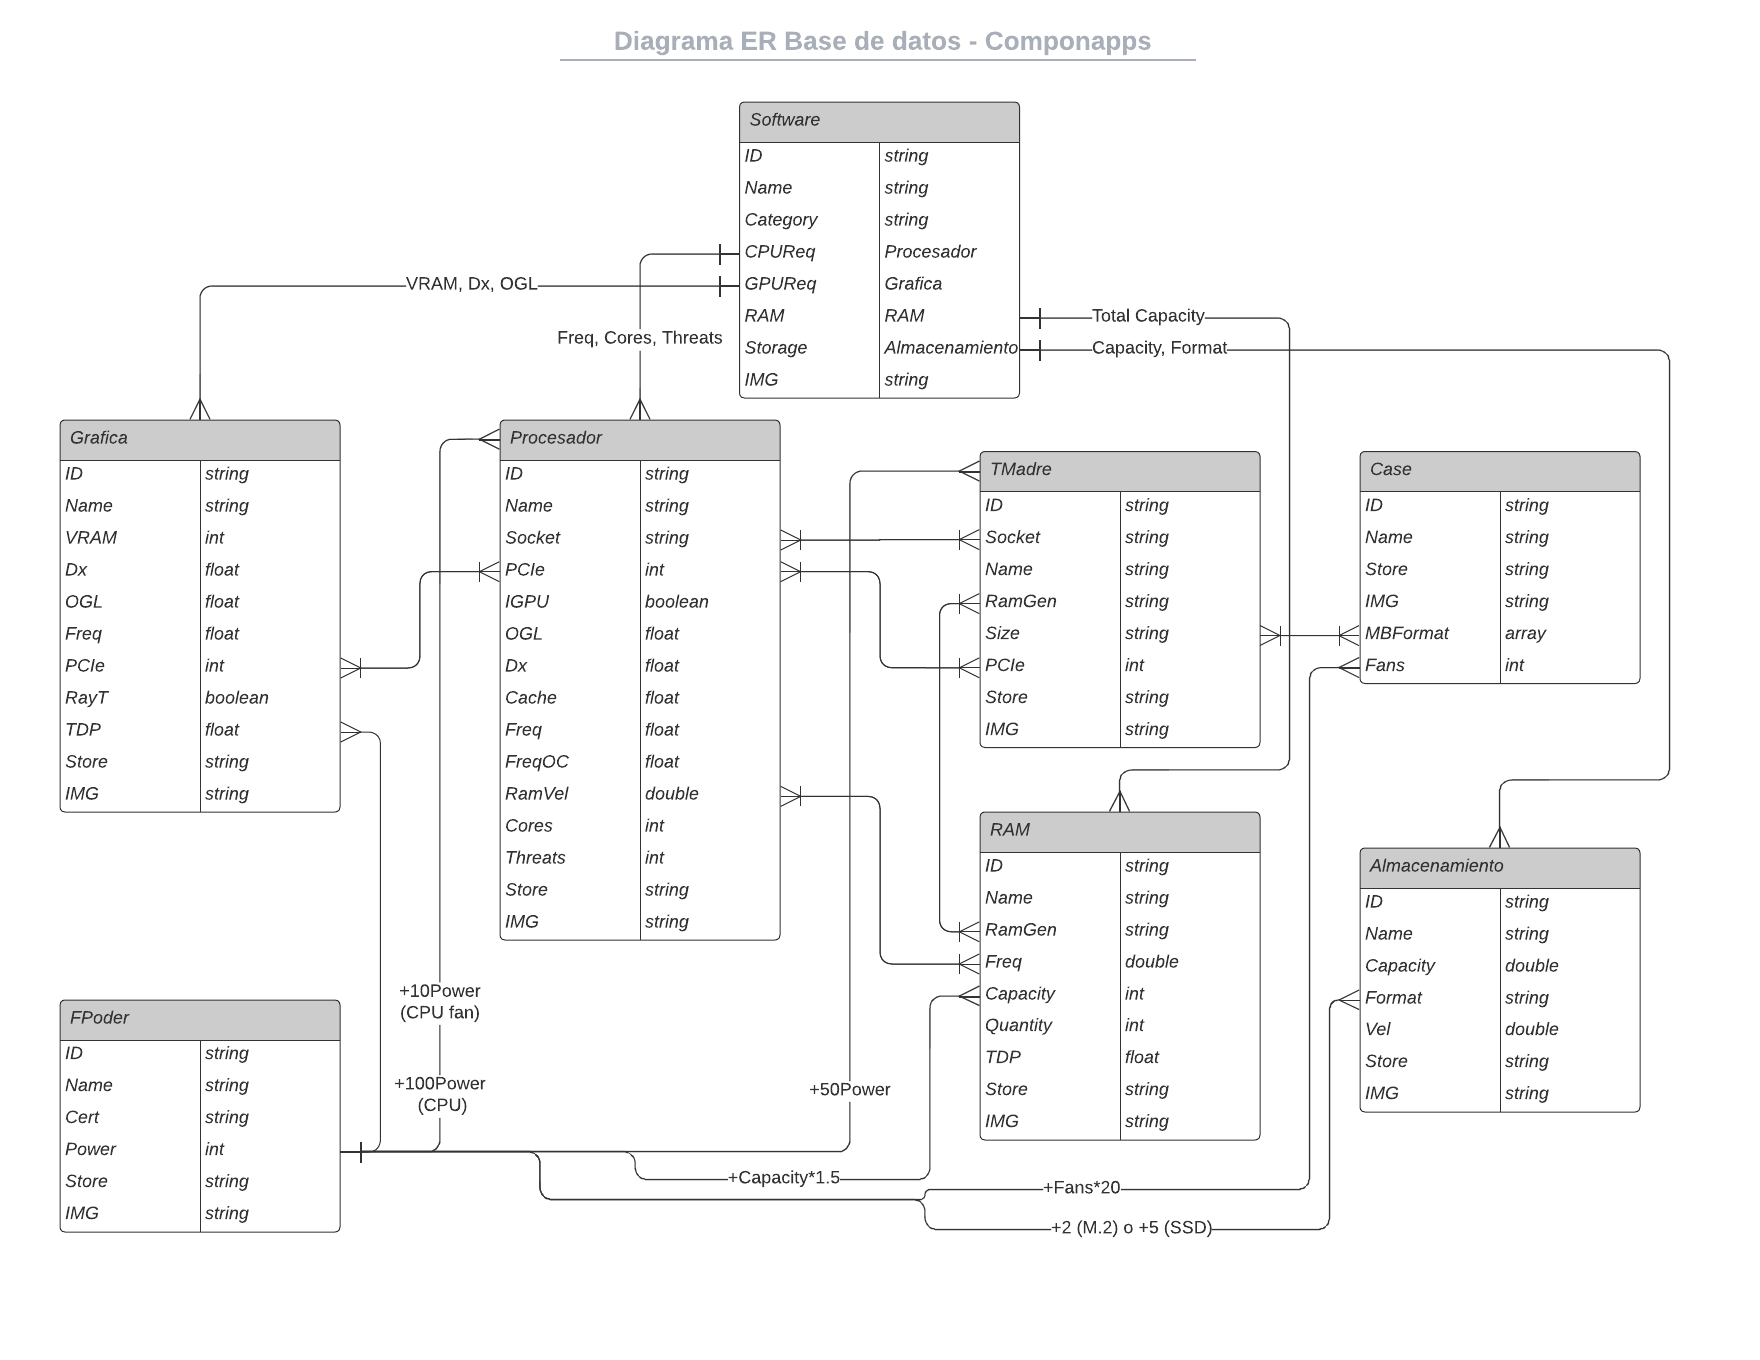 Diagrama ER Base de datos - Componapps
Software
ID string
Name string
Category string
CPUReq Procesador
GPUReq Grafica
RAM RAM
Storage Almacenamiento
IMG string
VRAM, Dx, OGL
Freq, Cores, Threats
Total Capacity
Capacity, Format
Grafica
ID string
Name string
VRAM int
Dx float
OGL float
Freq float
PCIe int
RayT boolean
TDP float
Store string
IMG string
Procesador
ID string
Name string
Socket string
PCIe int
IGPU boolean
OGL float
Dx float
Cache float
Freq float
FreqOC float
RamVel double
Cores int
Threats int
Store string
IMG string
TMadre
ID string
Socket string
Name string
RamGen string
Size string
PCIe int
Store string
IMG string
Case
ID string
Name string
Store string
IMG string
MBFormat array
Fans int
RAM
ID string
Name string
RamGen string
Freq double
Capacity int
Quantity int
TDP float
Store string
IMG string
Almacenamiento
ID string
Name string
Capacity double
Format string
Vel double
Store string
IMG string
FPoder
ID string
Name string
Cert string
Power int
Store string
IMG string
+10Power
(CPU fan)
+100Power
(CPU)
+50Power
+Capacity*1.5
+Fans*20
+2 (M.2) o +5 (SSD)